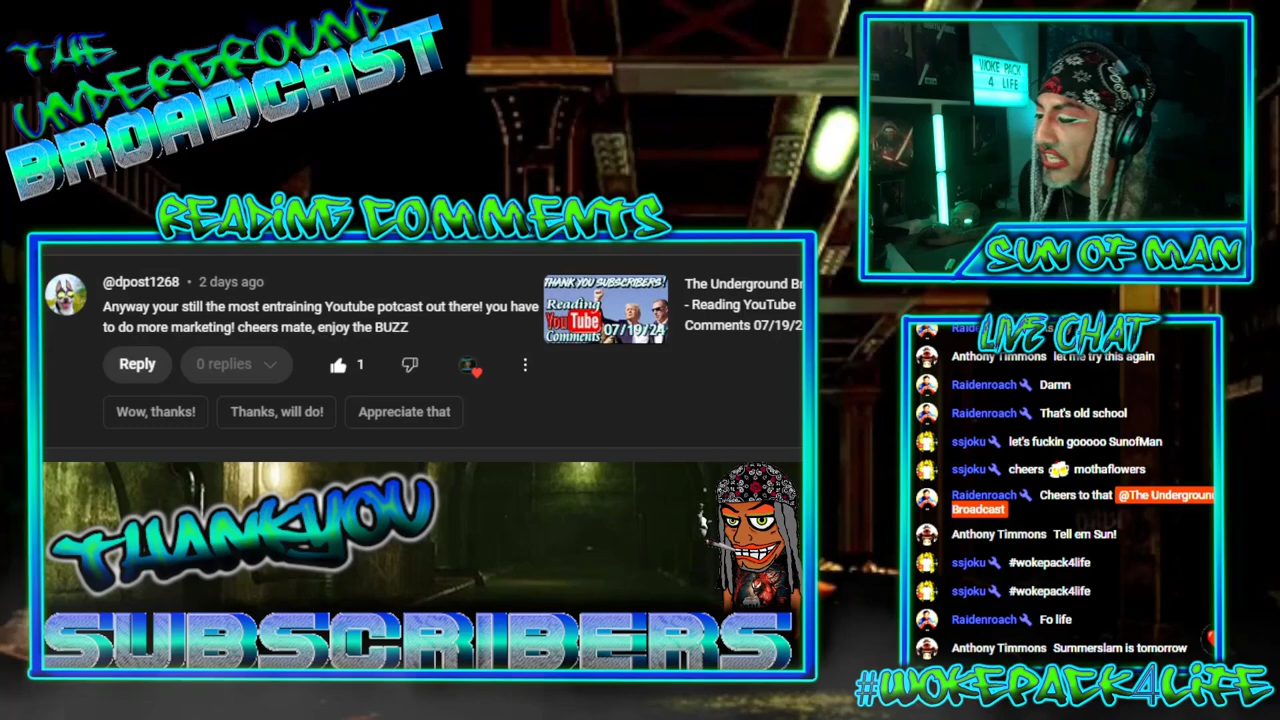 THE
UNDERGROUND
BROADCAST
READING COMMENTS
@dpost1268 • 2 days ago
Anyway your still the most entraining Youtube potcast out there! you have
to do more marketing! cheers mate, enjoy the BUZZ
Reply
0 replies
1
Wow, thanks!
Thanks, will do!
Appreciate that
THANK YOU SUBSCRIBERS!
Reading
YouTube
Comments
07/19/24
The Underground Br
- Reading YouTube
Comments 07/19/2
THANKYOU
SUBSCRIBERS
WOKE PACK
4 LIFE
SUN OF MAN
LIVE CHAT
Anthony Timmons let me try this again
Raidenroach Damn
Raidenroach That's old school
ssjoku let's fuckin gooooo SunofMan
ssjoku cheers 🍻 mothaflowers
Raidenroach Cheers to that @The Undergroun
Broadcast
Anthony Timmons Tell em Sun!
ssjoku #wokepack4life
ssjoku #wokepack4life
Raidenroach Fo life
Anthony Timmons Summerslam is tomorrow
#WOKEPACK4LIFE